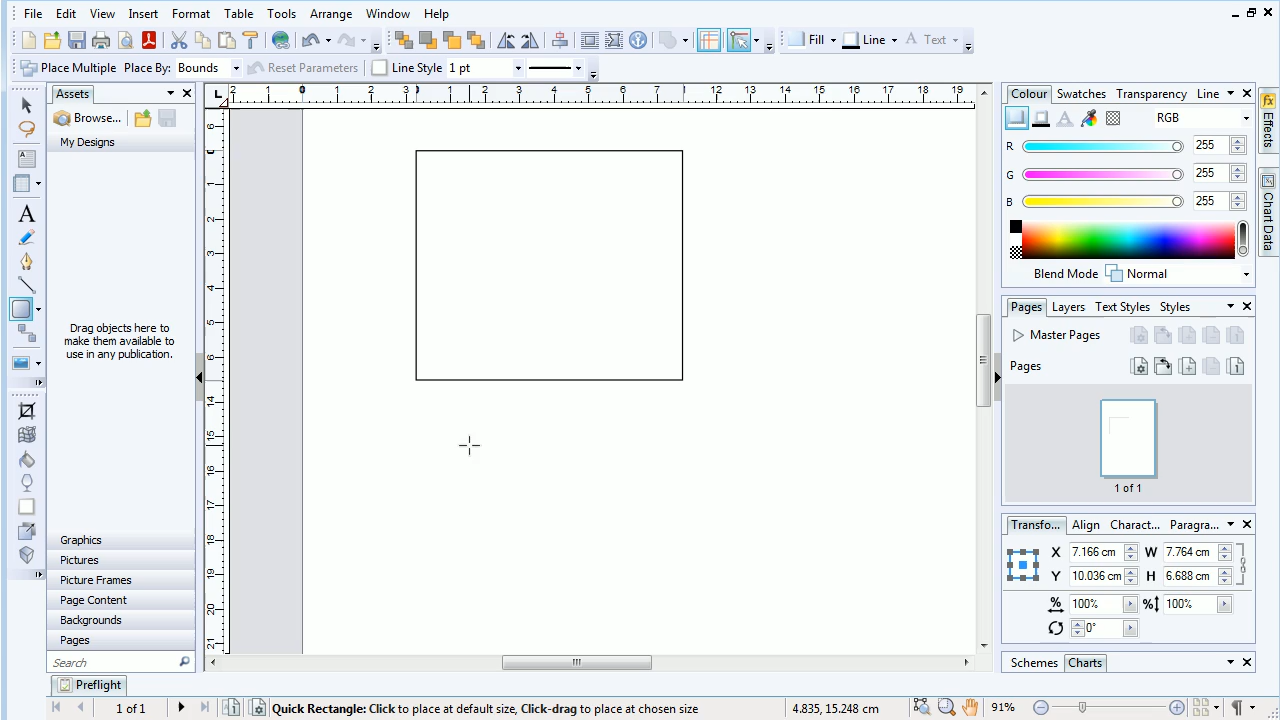 File Edit View Insert Format Table Tools Arrange Window Help
Fill Line Text
Place Multiple Place By: Bounds Reset Parameters Line Style 1 pt
Assets
Browse...
My Designs
Drag objects here to
make them available to
use in any publication.
Graphics
Pictures
Picture Frames
Page Content
Backgrounds
Pages
Search
Preflight
Colour Swatches Transparency Line
RGB
R 255
G 255
B 255
Blend Mode Normal
Effects
Chart Data
Pages Layers Text Styles Styles
Master Pages
Pages
1 of 1
Transfo... Align Charact... Paragra...
X 7.166 cm W 7.764 cm
Y 10.036 cm H 6.688 cm
% 100% % 100%
0°
Schemes Charts
1 of 1 Quick Rectangle: Click to place at default size, Click-drag to place at chosen size 4.835, 15.248 cm 91%